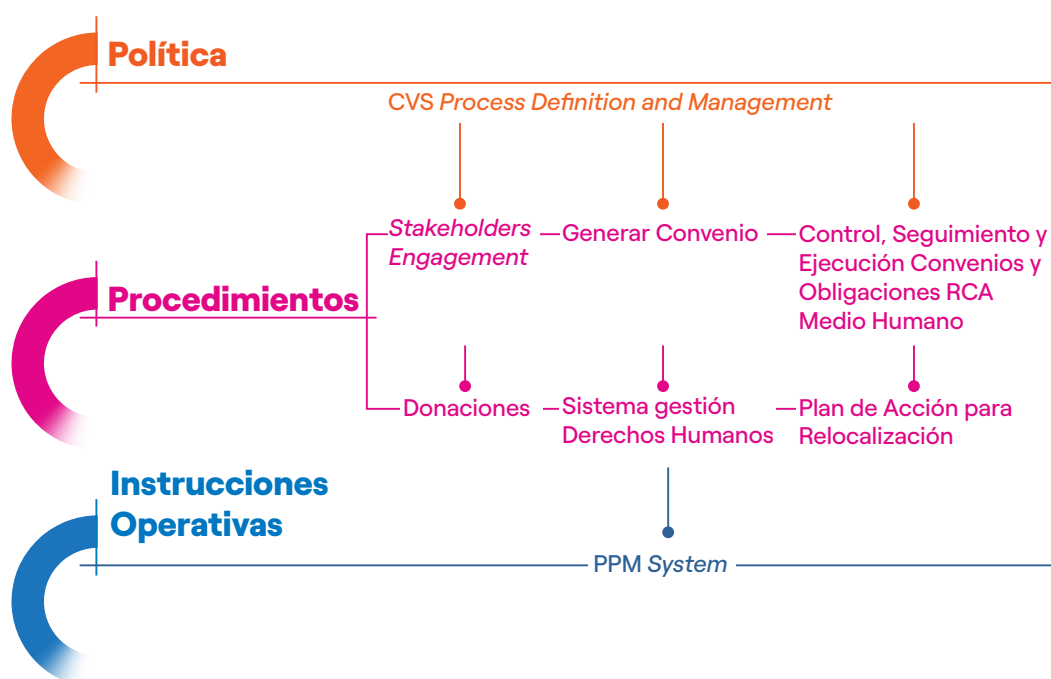 Política
CVS Process Definition and Management
Stakeholders
Engagement
Generar Convenio
Control, Seguimiento y
Ejecución Convenios y
Obligaciones RCA
Medio Humano
Procedimientos
Donaciones
Sistema gestión
Derechos Humanos
Plan de Acción para
Relocalización
Instrucciones
Operativas
PPM System